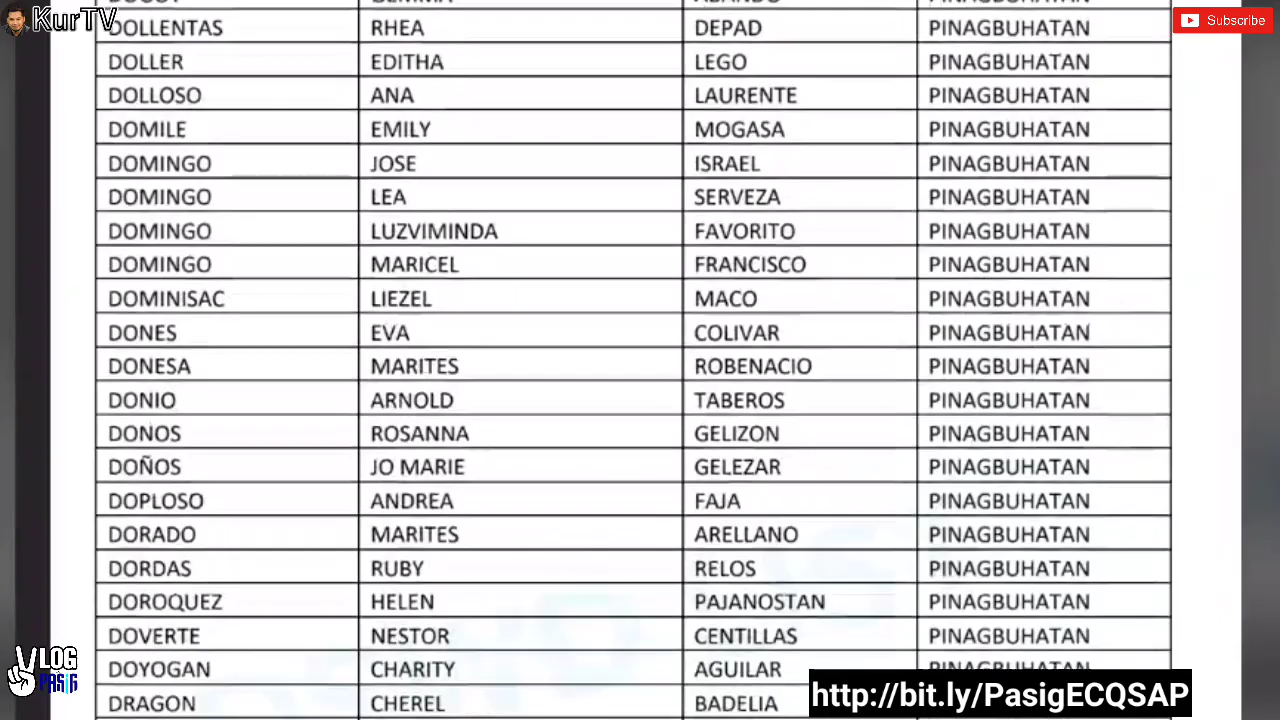 KurTV
Subscribe
DOLLENTAS RHEA DEPAD PINAGBUHATAN
DOLLER EDITHA LEGO PINAGBUHATAN
DOLLOSO ANA LAURENTE PINAGBUHATAN
DOMILE EMILY MOGASA PINAGBUHATAN
DOMINGO JOSE ISRAEL PINAGBUHATAN
DOMINGO LEA SERVEZA PINAGBUHATAN
DOMINGO LUZVIMINDA FAVORITO PINAGBUHATAN
DOMINGO MARICEL FRANCISCO PINAGBUHATAN
DOMINISAC LIEZEL MACO PINAGBUHATAN
DONES EVA COLIVAR PINAGBUHATAN
DONESA MARITES ROBENACIO PINAGBUHATAN
DONIO ARNOLD TABEROS PINAGBUHATAN
DONOS ROSANNA GELIZON PINAGBUHATAN
DOÑOS JO MARIE GELEZAR PINAGBUHATAN
DOPLOSO ANDREA FAJA PINAGBUHATAN
DORADO MARITES ARELLANO PINAGBUHATAN
DORDAS RUBY RELOS PINAGBUHATAN
DOROQUEZ HELEN PAJANOSTAN PINAGBUHATAN
DOVERTE NESTOR CENTILLAS PINAGBUHATAN
DOYOGAN CHARITY AGUILAR PINAGBUHATAN
DRAGON CHEREL BADELIA
VLOG
PASIG
http://bit.ly/PasigECQSAP